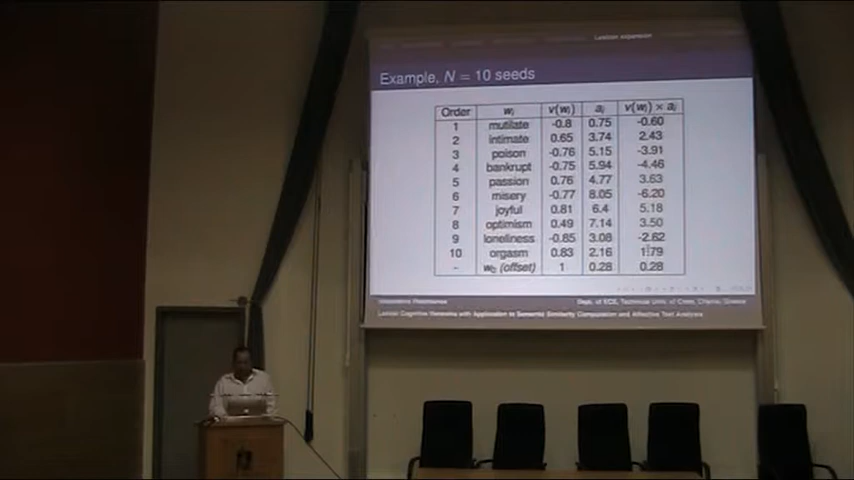 Lexicon expansion
Example, N = 10 seeds
Order wj v(wj) aj v(wj) × aj
1 mutilate -0.8 0.75 -0.60
2 intimate 0.65 3.74 2.43
3 poison -0.76 5.15 -3.91
4 bankrupt -0.75 5.94 -4.46
5 passion 0.76 4.77 3.63
6 misery -0.77 8.05 -6.20
7 joyful 0.81 6.4 5.18
8 optimism 0.49 7.14 3.50
9 loneliness -0.85 3.08 -2.62
10 orgasm 0.83 2.16 1.79
- w0 (offset) 1 0.28 0.28
Dept. of ECE, Technical Univ. of Crete, Chania, Greece
Lexical Cognitive Networks with Application to Semantic Similarity Computation and Affective Text Analysis